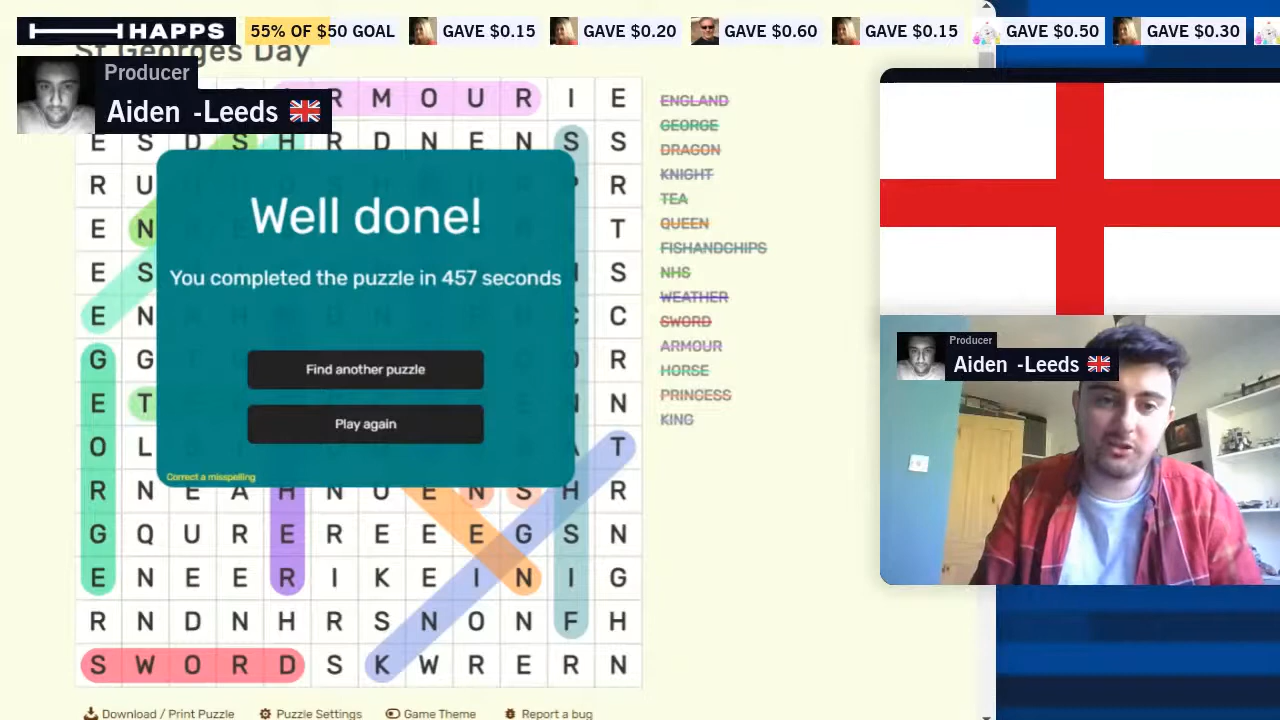 HAPPS
55% OF $50 GOAL
GAVE $0.15
GAVE $0.20
GAVE $0.60
GAVE $0.15
GAVE $0.50
GAVE $0.30
St Georges Day
Producer
Aiden -Leeds
R M O U R I E
E S D S H R D N E N S S
R U R
E N T
E S S
E N C
G G R
E T N
O L T
R N E A H N U E N S H R
G Q U R E R E E E G S N
E N E E R I K E I N I G
R N D N H R S N O N F H
S W O R D S K W R E R N
Well done!
You completed the puzzle in 457 seconds
Find another puzzle
Play again
Correct a misspelling
ENGLAND
GEORGE
DRAGON
KNIGHT
TEA
QUEEN
FISHANDCHIPS
NHS
WEATHER
SWORD
ARMOUR
HORSE
PRINCESS
KING
Producer
Aiden -Leeds
Download / Print Puzzle
Puzzle Settings
Game Theme
Report a bug